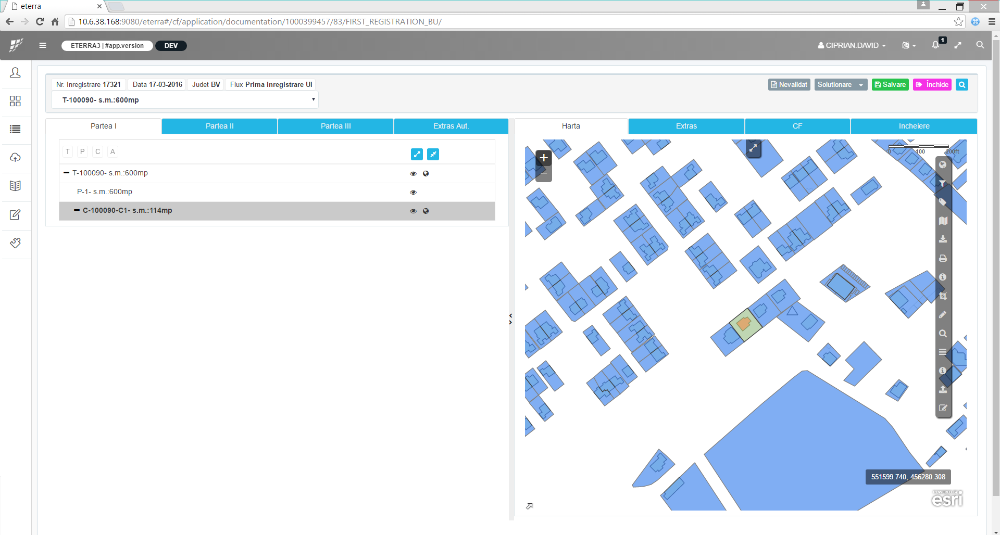 eterra
10.6.38.168:9080/eterra#/cf/application/documentation/1000399457/83/FIRST_REGISTRATION_BU/
ETERRA3 | #app.version
DEV
CIPRIAN.DAVID
1
Nr. Inregistrare 17321
Data 17-03-2016
Judet BV
Flux Prima inregistrare UI
Nevalidat
Solutionare
Salvare
Închide
T-100090- s.m.:600mp
Partea I
Partea II
Partea III
Extras Aut.
Harta
Extras
CF
Incheiere
T P C A
T-100090- s.m.:600mp
P-1- s.m.:600mp
C-100090-C1- s.m.:114mp
+
−
0 100 200ft
551599.740, 456280.308
POWERED BY
esri